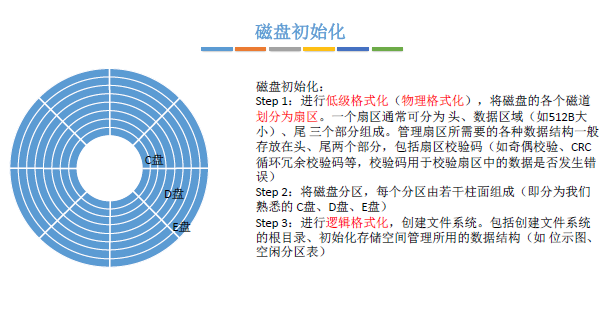 磁盘初始化
磁盘初始化：
Step 1：进行低级格式化（物理格式化），将磁盘的各个磁道
划分为扇区。一个扇区通常可分为 头、数据区域（如512B大
小）、尾 三个部分组成。管理扇区所需要的各种数据结构一般
存放在头、尾两个部分，包括扇区校验码（如奇偶校验、CRC
循环冗余校验码等，校验码用于校验扇区中的数据是否发生错
误）
Step 2：将磁盘分区，每个分区由若干柱面组成（即分为我们
熟悉的 C盘、D盘、E盘）
Step 3：进行逻辑格式化，创建文件系统。包括创建文件系统
的根目录、初始化存储空间管理所用的数据结构（如 位示图、
空闲分区表）
C盘
D盘
E盘